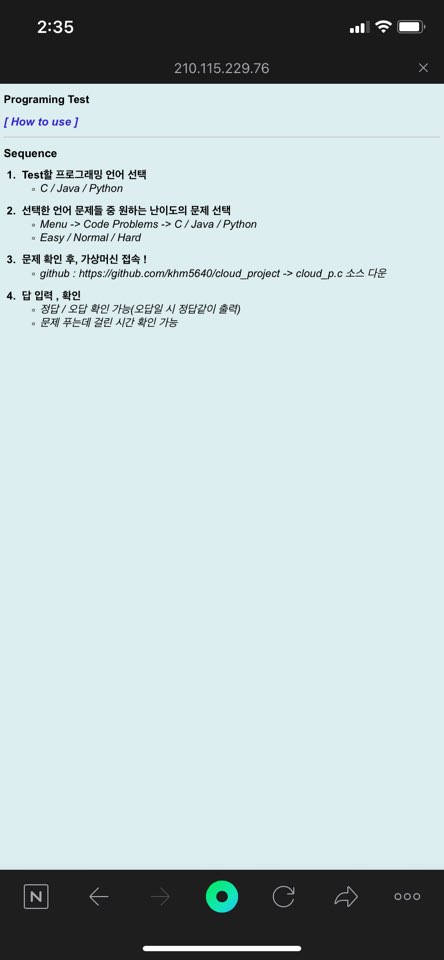 2:35
210.115.229.76
Programing Test
[ How to use ]
Sequence
1. Test할 프로그래밍 언어 선택
C / Java / Python
2. 선택한 언어 문제들 중 원하는 난이도의 문제 선택
Menu -> Code Problems -> C / Java / Python
Easy / Normal / Hard
3. 문제 확인 후, 가상머신 접속 !
github : https://github.com/khm5640/cloud_project -> cloud_p.c 소스 다운
4. 답 입력 , 확인
정답 / 오답 확인 가능(오답일 시 정답같이 출력)
문제 푸는데 걸린 시간 확인 가능
N